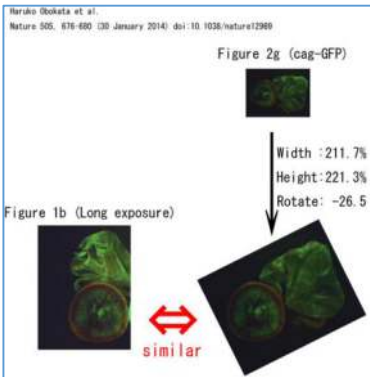 Haruko Obokata et al.
Nature 505, 676-680 (30 January 2014) doi:10.1038/nature12969
Figure 2g (cag-GFP)
Width :211.7%
Height:221.3%
Rotate: -26.5
Figure 1b (Long exposure)
similar